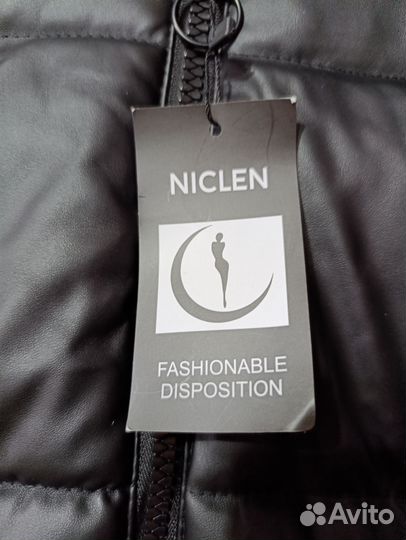 NICLEN
FASHIONABLE
DISPOSITION
Avito